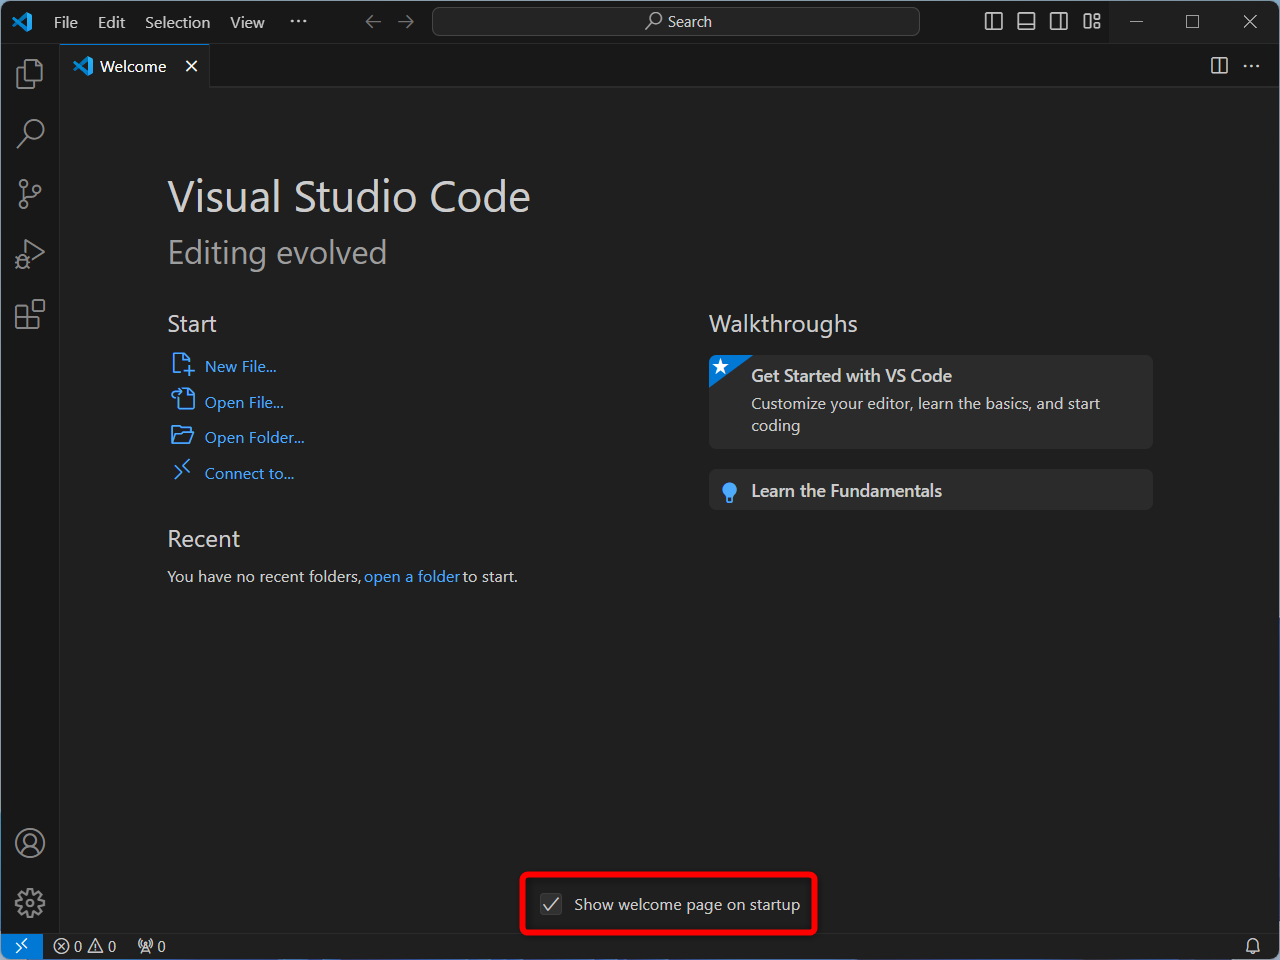 File Edit Selection View ··· Search
Welcome
Visual Studio Code
Editing evolved
Start
New File...
Open File...
Open Folder...
Connect to...
Recent
You have no recent folders, open a folder to start.
Walkthroughs
Get Started with VS Code
Customize your editor, learn the basics, and start
coding
Learn the Fundamentals
Show welcome page on startup
0 0 0